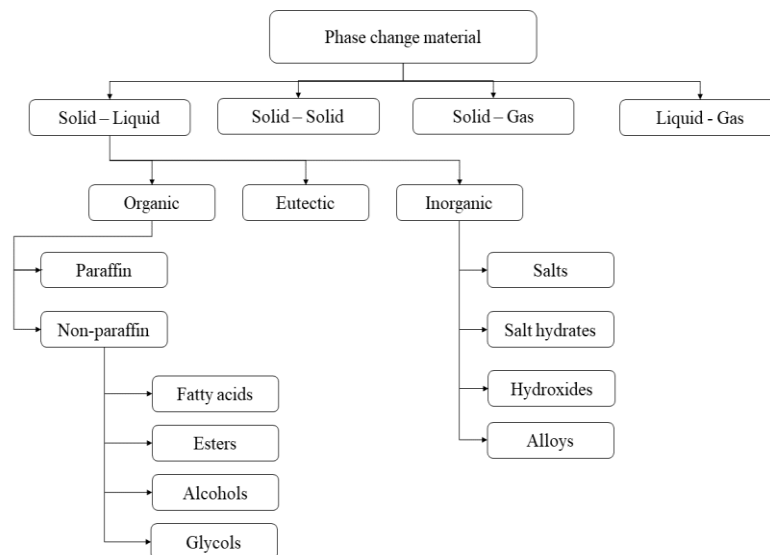 Phase change material
Solid – Liquid
Solid – Solid
Solid – Gas
Liquid - Gas
Organic
Eutectic
Inorganic
Paraffin
Non-paraffin
Fatty acids
Esters
Alcohols
Glycols
Salts
Salt hydrates
Hydroxides
Alloys